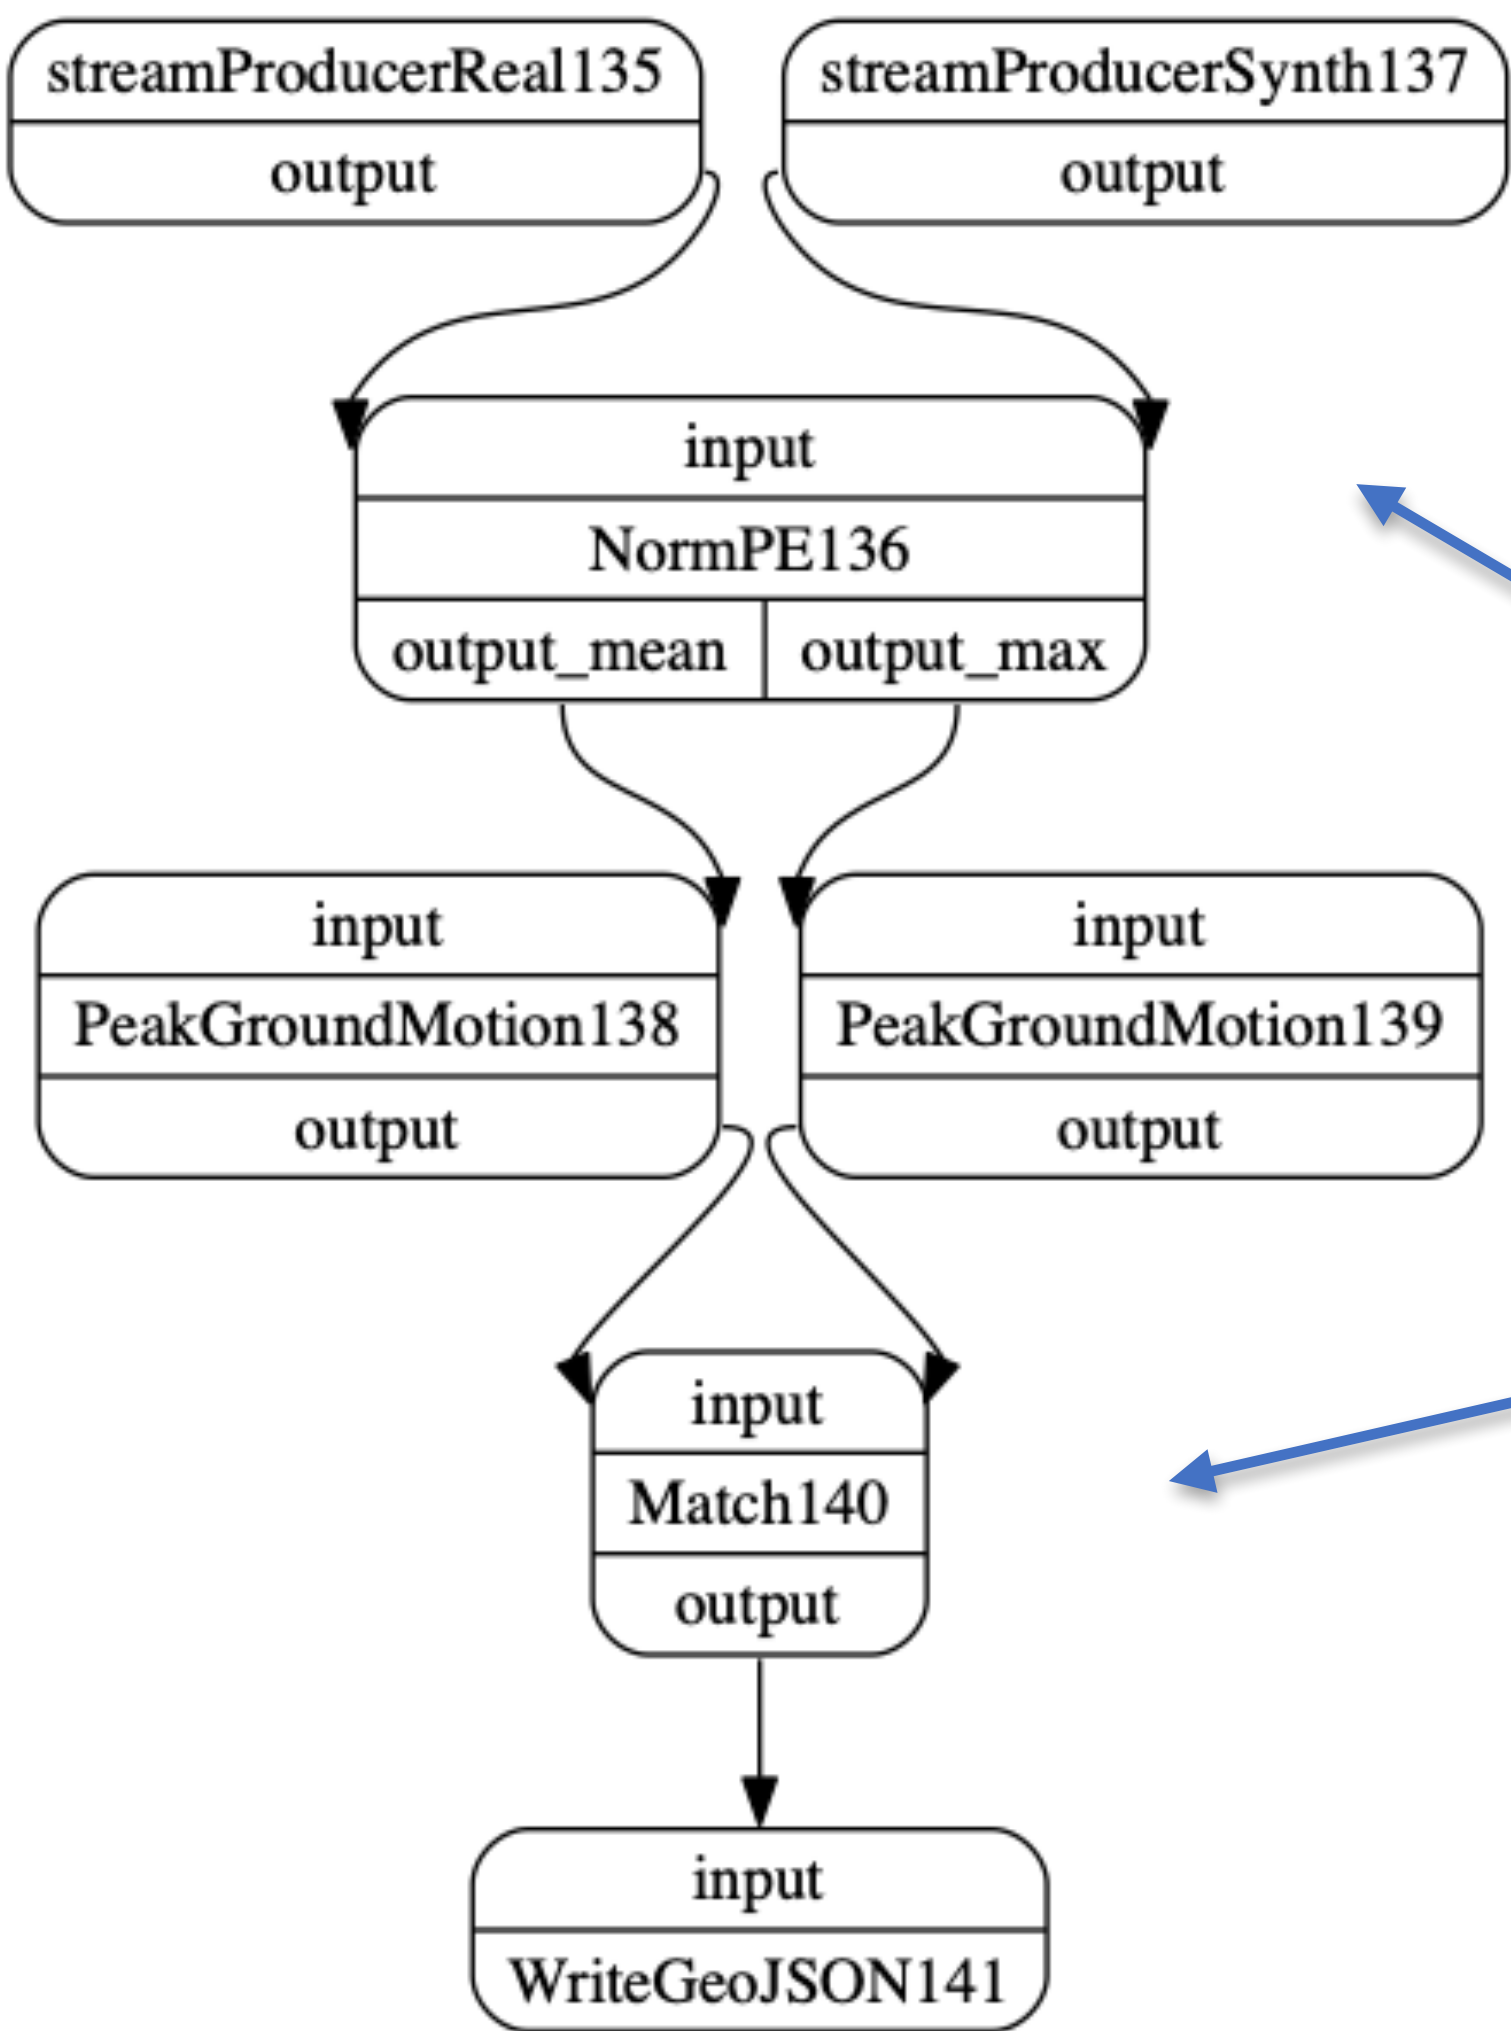 streamProducerReal135
streamProducerSynth137
output
output
input
NormPE136
output_mean
output_max
input
input
PeakGroundMotion138
PeakGroundMotion139
output
output
input
Match140
output
input
WriteGeoJSON141